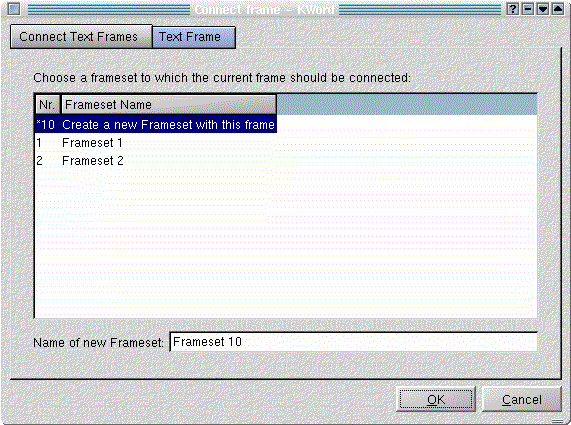 Connect frame - KWord
Connect Text Frames Text Frame
Choose a frameset to which the current frame should be connected:
Nr. Frameset Name
*10 Create a new Frameset with this frame
1 Frameset 1
2 Frameset 2
Name of new Frameset: Frameset 10
OK Cancel